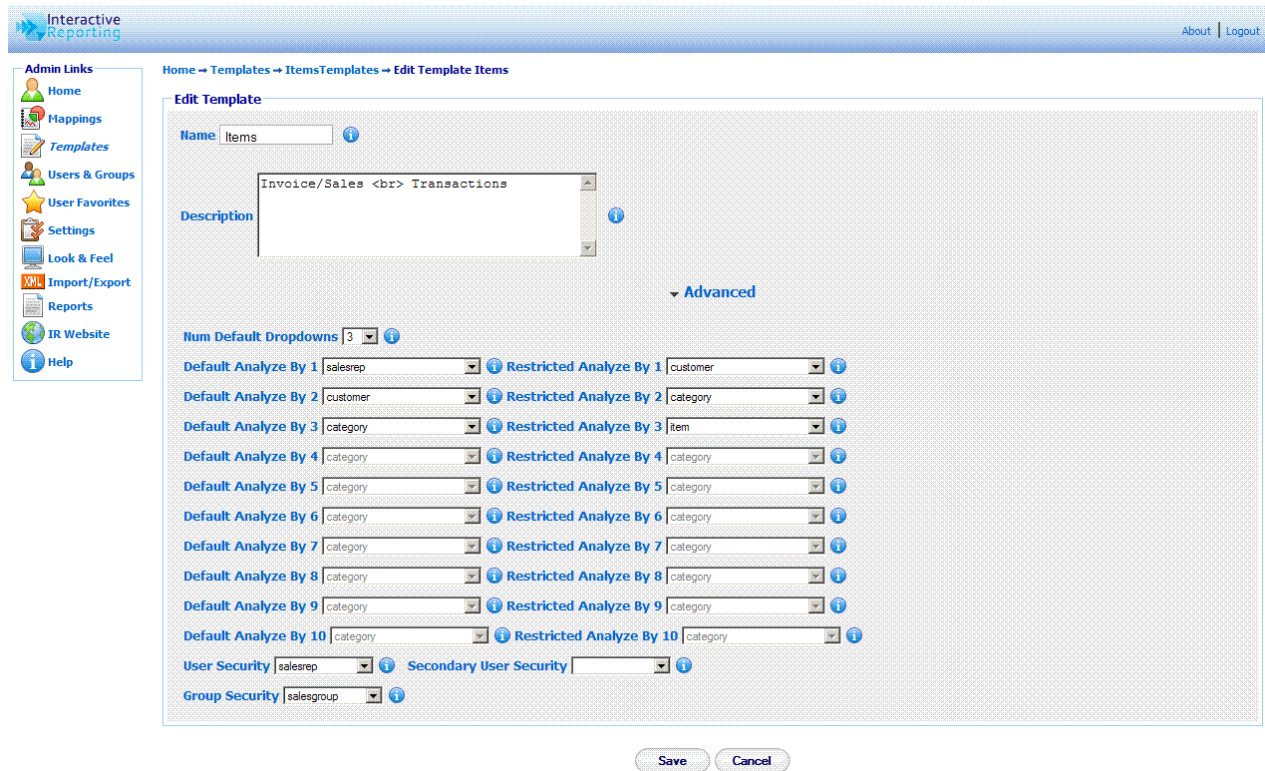 Interactive
Reporting
About | Logout
Admin Links
Home
Mappings
Templates
Users & Groups
User Favorites
Settings
Look & Feel
XML Import/Export
Reports
IR Website
Help
Home → Templates → ItemsTemplates → Edit Template Items
Edit Template
Name Items
Description Invoice/Sales <br> Transactions
Advanced
Num Default Dropdowns 3
Default Analyze By 1 salesrep Restricted Analyze By 1 customer
Default Analyze By 2 customer Restricted Analyze By 2 category
Default Analyze By 3 category Restricted Analyze By 3 item
Default Analyze By 4 category Restricted Analyze By 4 category
Default Analyze By 5 category Restricted Analyze By 5 category
Default Analyze By 6 category Restricted Analyze By 6 category
Default Analyze By 7 category Restricted Analyze By 7 category
Default Analyze By 8 category Restricted Analyze By 8 category
Default Analyze By 9 category Restricted Analyze By 9 category
Default Analyze By 10 category Restricted Analyze By 10 category
User Security salesrep Secondary User Security
Group Security salesgroup
Save Cancel